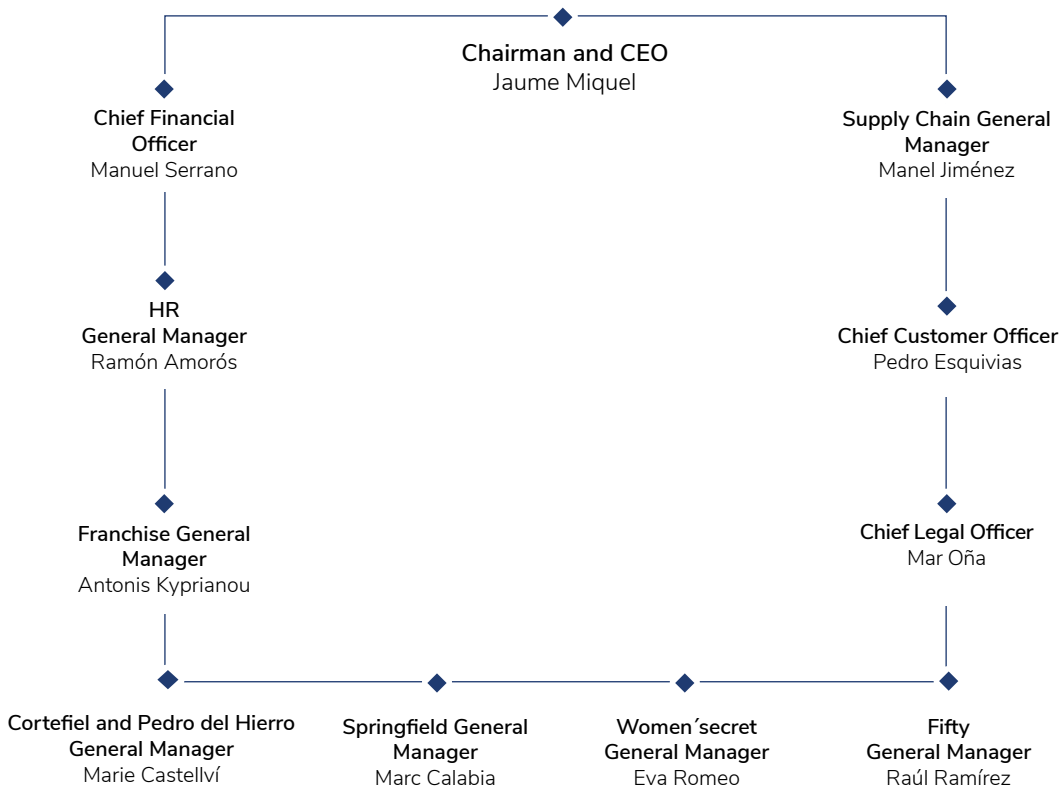 Chairman and CEO
Jaume Miquel
Chief Financial
Officer
Manuel Serrano
Supply Chain General
Manager
Manel Jiménez
HR
General Manager
Ramón Amorós
Chief Customer Officer
Pedro Esquivias
Franchise General
Manager
Antonis Kyprianou
Chief Legal Officer
Mar Oña
Cortefiel and Pedro del Hierro
General Manager
Marie Castellví
Springfield General
Manager
Marc Calabia
Women´secret
General Manager
Eva Romeo
Fifty
General Manager
Raúl Ramírez